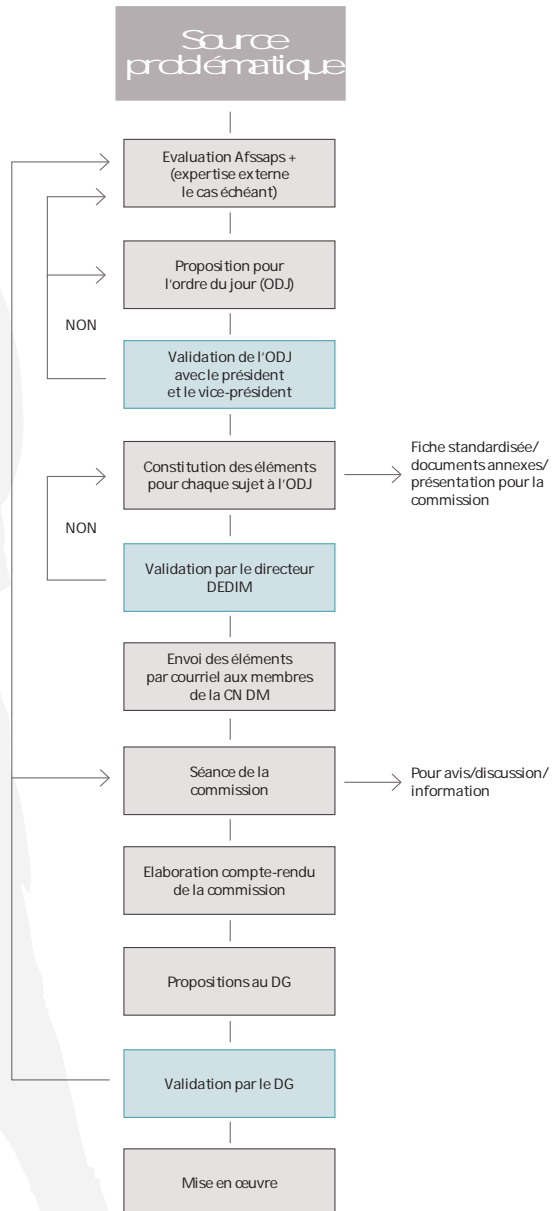 Source
problématique
Evaluation Afssaps +
(expertise externe
le cas échéant)
Proposition pour
l'ordre du jour (ODJ)
NON
Validation de l'ODJ
avec le président
et le vice-président
Constitution des éléments
pour chaque sujet à l'ODJ
Fiche standardisée/
documents annexes/
présentation pour la
commission
NON
Validation par le directeur
DEDIM
Envoi des éléments
par courriel aux membres
de la CN DM
Séance de la
commission
Pour avis/discussion/
information
Elaboration compte-rendu
de la commission
Propositions au DG
Validation par le DG
Mise en œuvre